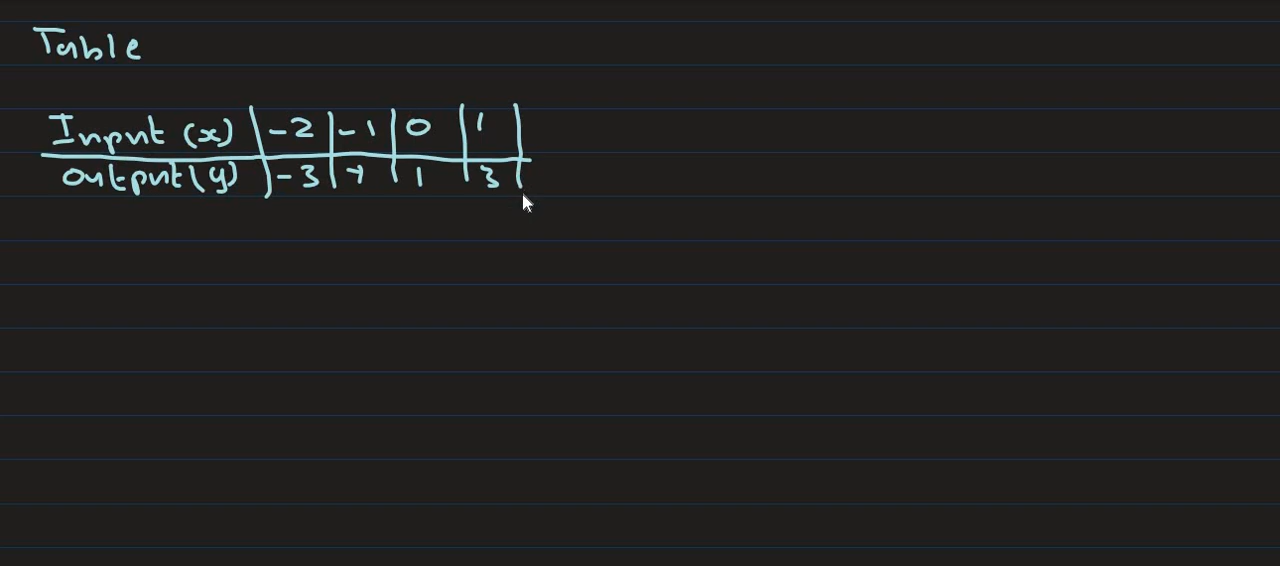 Table
Input (x) | -2 | -1 | 0 | 1 |
output (y) | -3 | -1 | 1 | 3 |